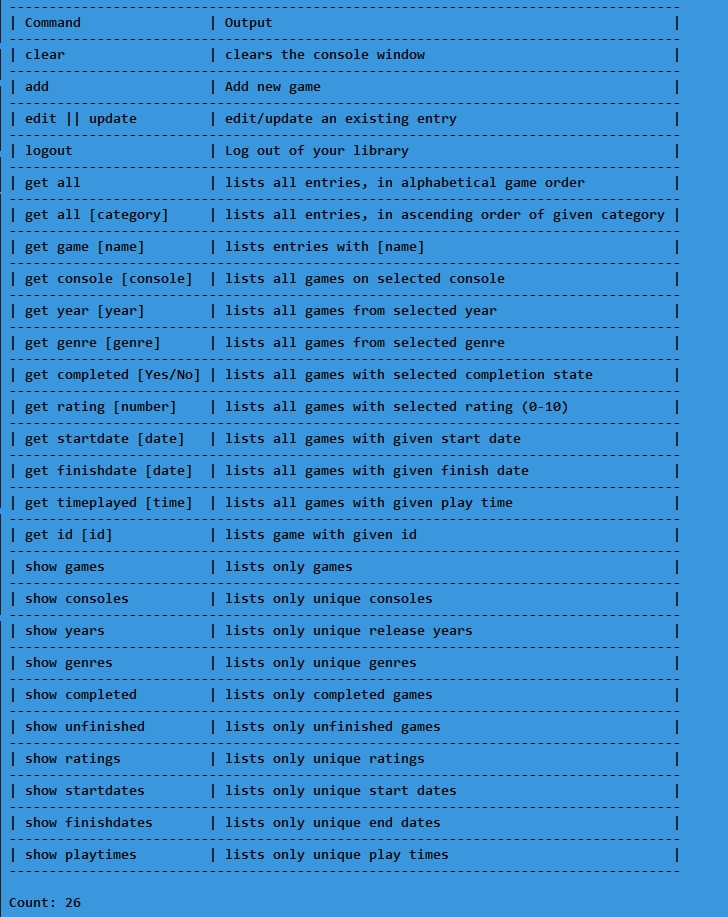 ---------------------------------------------------------------------------------
| Command                | Output                                                  |
---------------------------------------------------------------------------------
| clear                  | clears the console window                               |
---------------------------------------------------------------------------------
| add                    | Add new game                                            |
---------------------------------------------------------------------------------
| edit || update         | edit/update an existing entry                           |
---------------------------------------------------------------------------------
| logout                 | Log out of your library                                 |
---------------------------------------------------------------------------------
| get all                | lists all entries, in alphabetical game order           |
---------------------------------------------------------------------------------
| get all [category]     | lists all entries, in ascending order of given category |
---------------------------------------------------------------------------------
| get game [name]        | lists entries with [name]                               |
---------------------------------------------------------------------------------
| get console [console]  | lists all games on selected console                     |
---------------------------------------------------------------------------------
| get year [year]        | lists all games from selected year                      |
---------------------------------------------------------------------------------
| get genre [genre]      | lists all games from selected genre                     |
---------------------------------------------------------------------------------
| get completed [Yes/No] | lists all games with selected completion state          |
---------------------------------------------------------------------------------
| get rating [number]    | lists all games with selected rating (0-10)             |
---------------------------------------------------------------------------------
| get startdate [date]   | lists all games with given start date                   |
---------------------------------------------------------------------------------
| get finishdate [date]  | lists all games with given finish date                  |
---------------------------------------------------------------------------------
| get timeplayed [time]  | lists all games with given play time                    |
---------------------------------------------------------------------------------
| get id [id]            | lists game with given id                                |
---------------------------------------------------------------------------------
| show games             | lists only games                                        |
---------------------------------------------------------------------------------
| show consoles          | lists only unique consoles                              |
---------------------------------------------------------------------------------
| show years             | lists only unique release years                         |
---------------------------------------------------------------------------------
| show genres            | lists only unique genres                                |
---------------------------------------------------------------------------------
| show completed         | lists only completed games                              |
---------------------------------------------------------------------------------
| show unfinished        | lists only unfinished games                             |
---------------------------------------------------------------------------------
| show ratings           | lists only unique ratings                               |
---------------------------------------------------------------------------------
| show startdates        | lists only unique start dates                           |
---------------------------------------------------------------------------------
| show finishdates       | lists only unique end dates                             |
---------------------------------------------------------------------------------
| show playtimes         | lists only unique play times                            |
---------------------------------------------------------------------------------
Count: 26